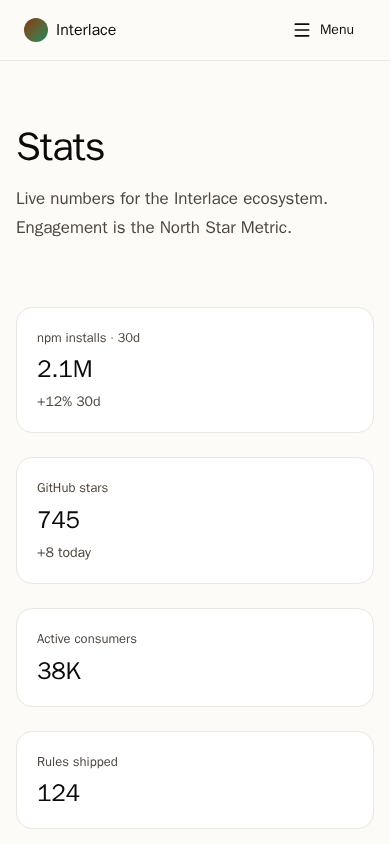 Interlace
Menu
Stats
Live numbers for the Interlace ecosystem.
Engagement is the North Star Metric.
npm installs · 30d
2.1M
+12% 30d
GitHub stars
745
+8 today
Active consumers
38K
Rules shipped
124